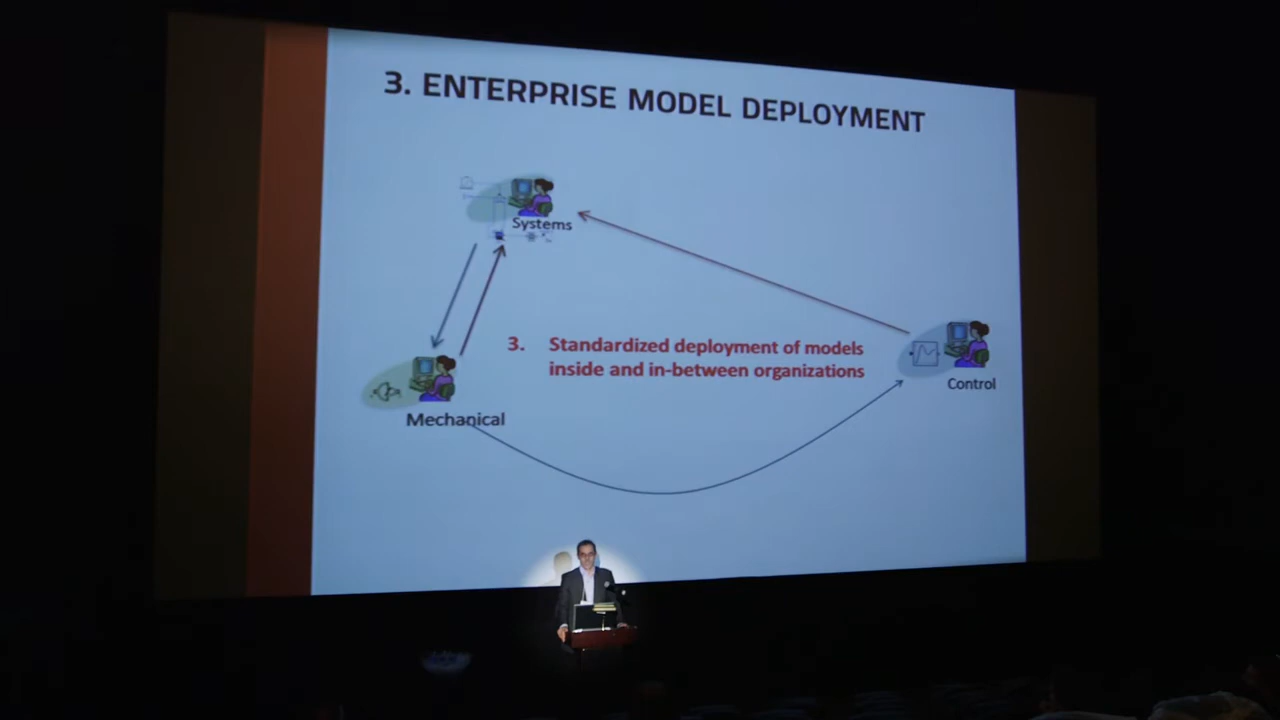 3. ENTERPRISE MODEL DEPLOYMENT
Systems
3. Standardized deployment of models
inside and in-between organizations
Control
Mechanical